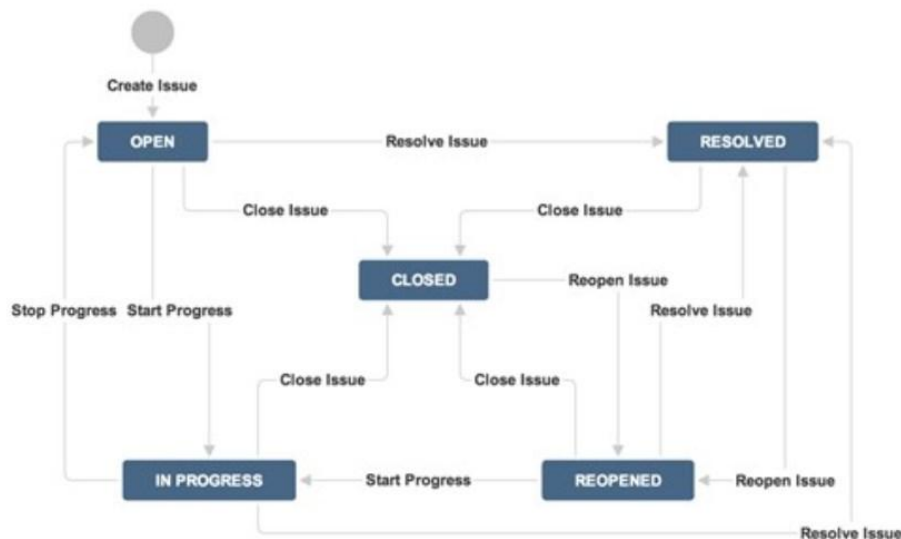 Create Issue
OPEN
Resolve Issue
RESOLVED
Close Issue
Close Issue
CLOSED
Reopen Issue
Stop Progress
Start Progress
Resolve Issue
Close Issue
Close Issue
IN PROGRESS
Start Progress
REOPENED
Reopen Issue
Resolve Issue